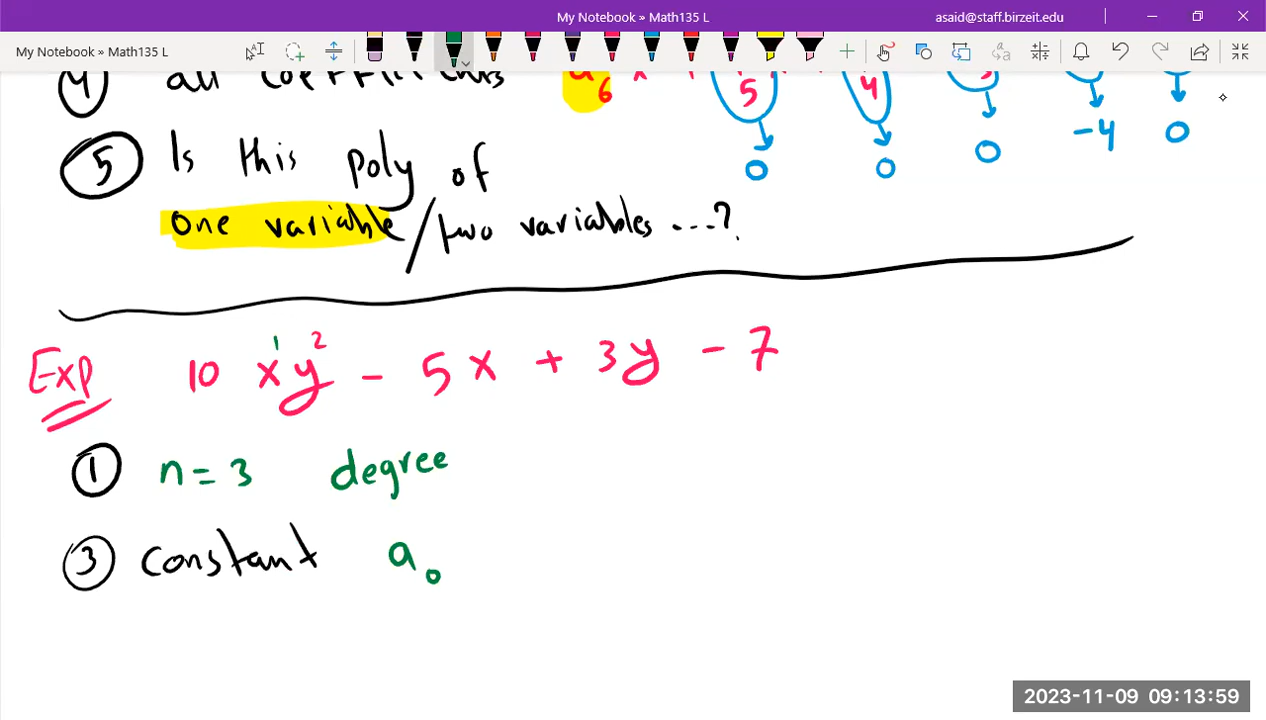 My Notebook » Math135 L
asaid@staff.birzeit.edu
My Notebook » Math135 L
④ all coefficients a₆ x 5 4
0 0 0 -4 0
⑤ Is this poly of
one variable / two variables ...?
Exp 10 x¹y² - 5x + 3y - 7
① n = 3 degree
③ constant a₀
2023-11-09 09:13:59